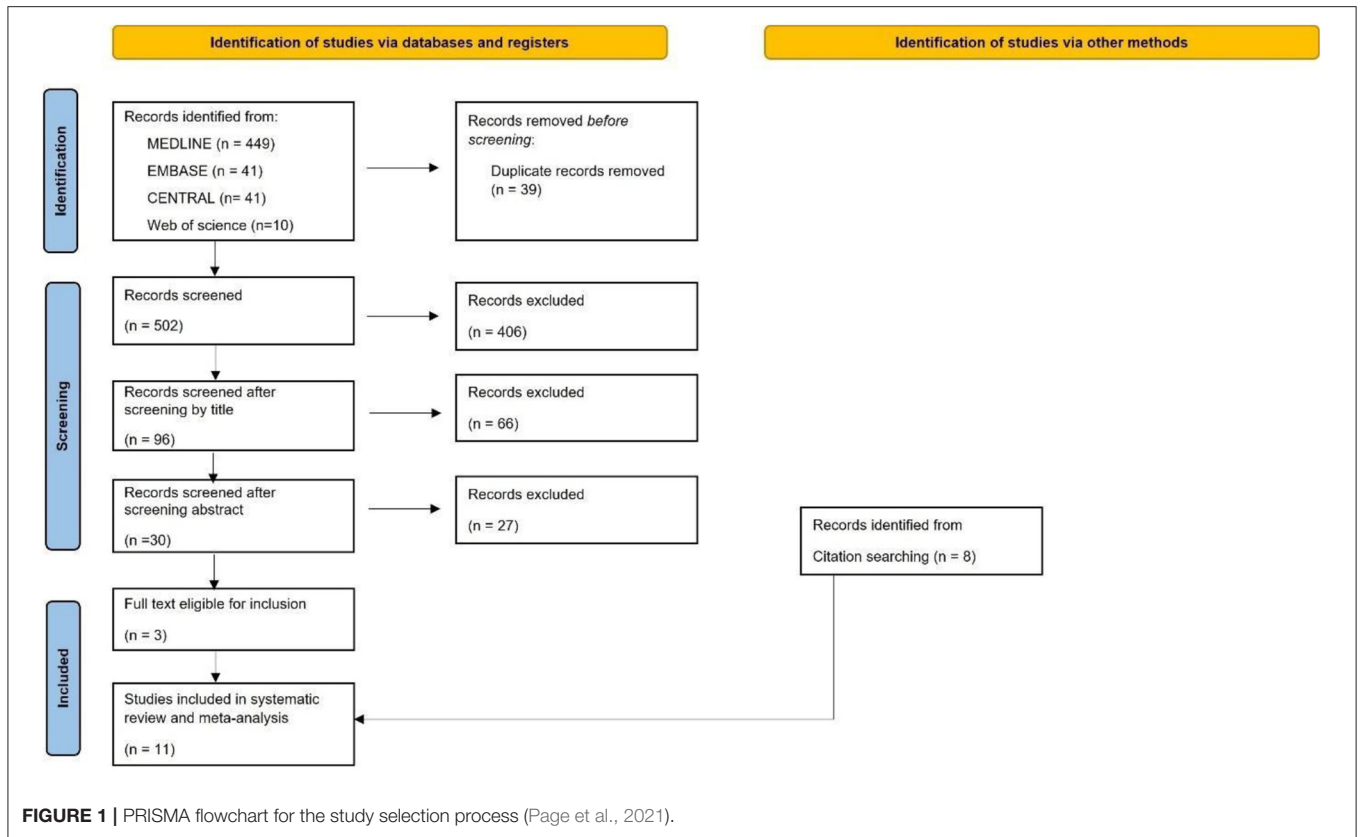 Identification of studies via databases and registers
Identification of studies via other methods
Identification
Records identified from:
MEDLINE (n = 449)
EMBASE (n = 41)
CENTRAL (n= 41)
Web of science (n=10)
Records removed before
screening:
Duplicate records removed
(n = 39)
Screening
Records screened
(n = 502)
Records excluded
(n = 406)
Records screened after
screening by title
(n = 96)
Records excluded
(n = 66)
Records screened after
screening abstract
(n =30)
Records excluded
(n = 27)
Records identified from
Citation searching (n = 8)
Included
Full text eligible for inclusion
(n = 3)
Studies included in systematic
review and meta-analysis
(n = 11)
FIGURE 1 | PRISMA flowchart for the study selection process (Page et al., 2021).